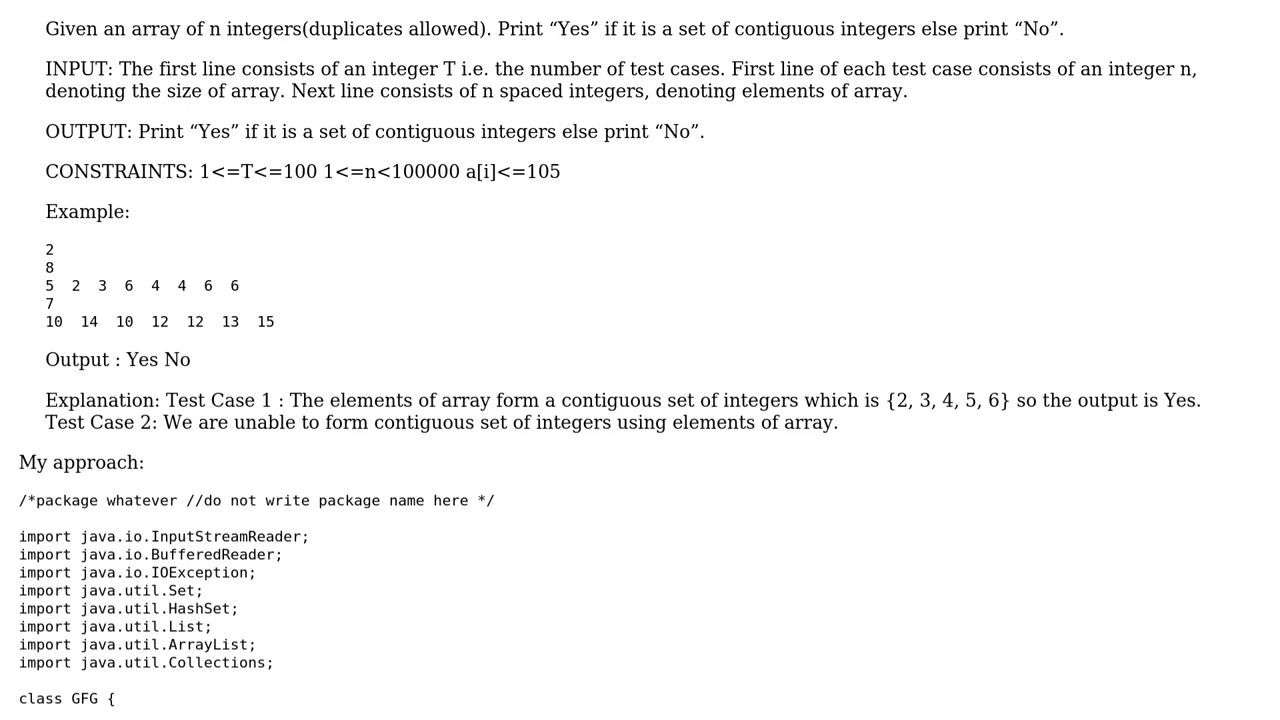 Given an array of n integers(duplicates allowed). Print “Yes” if it is a set of contiguous integers else print “No”.
INPUT: The first line consists of an integer T i.e. the number of test cases. First line of each test case consists of an integer n,
denoting the size of array. Next line consists of n spaced integers, denoting elements of array.
OUTPUT: Print “Yes” if it is a set of contiguous integers else print “No”.
CONSTRAINTS: 1<=T<=100 1<=n<100000 a[i]<=105
Example:
2
8
5  2  3  6  4  4  6  6
7
10  14  10  12  12  13  15
Output : Yes No
Explanation: Test Case 1 : The elements of array form a contiguous set of integers which is {2, 3, 4, 5, 6} so the output is Yes.
Test Case 2: We are unable to form contiguous set of integers using elements of array.
My approach:
/*package whatever //do not write package name here */
import java.io.InputStreamReader;
import java.io.BufferedReader;
import java.io.IOException;
import java.util.Set;
import java.util.HashSet;
import java.util.List;
import java.util.ArrayList;
import java.util.Collections;
class GFG {